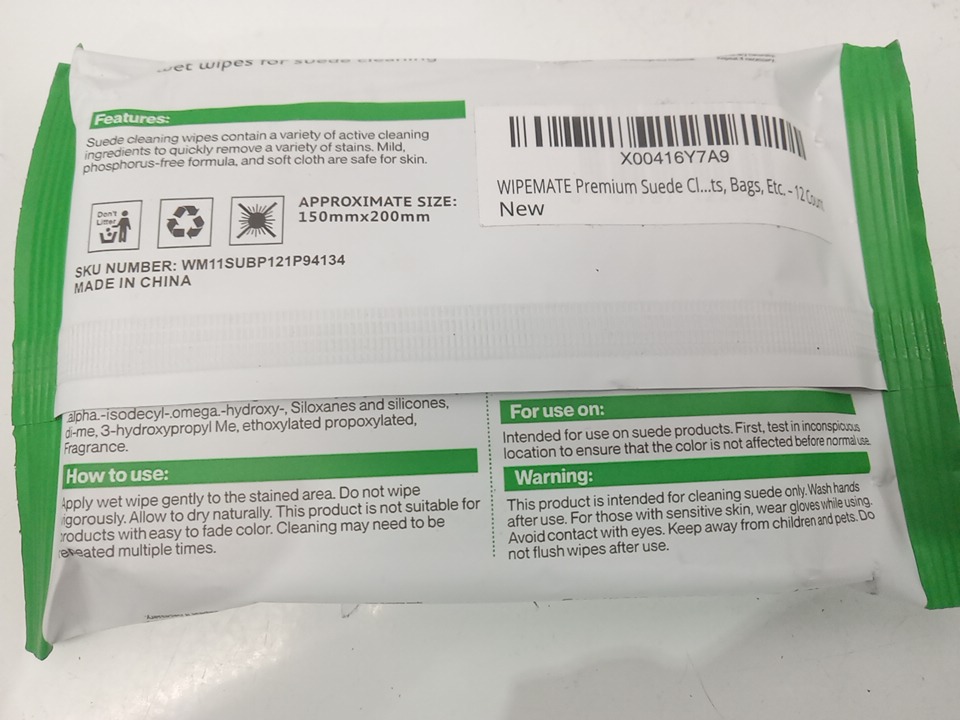 wet wipes for suede cleaning
Features:
Suede cleaning wipes contain a variety of active cleaning
ingredients to quickly remove a variety of stains. Mild,
phosphorus-free formula, and soft cloth are safe for skin.
X00416Y7A9
WIPEMATE Premium Suede Cl...ts, Bags, Etc. - 12 Count
New
Don't
Litter
APPROXIMATE SIZE:
150mmx200mm
SKU NUMBER: WM11SUBP121P94134
MADE IN CHINA
alpha.-isodecyl-.omega.-hydroxy-, Siloxanes and silicones,
di-me, 3-hydroxypropyl Me, ethoxylated propoxylated,
Fragrance.
How to use:
Apply wet wipe gently to the stained area. Do not wipe
vigorously. Allow to dry naturally. This product is not suitable for
products with easy to fade color. Cleaning may need to be
repeated multiple times.
For use on:
Intended for use on suede products. First, test in inconspicuous
location to ensure that the color is not affected before normal use.
Warning:
This product is intended for cleaning suede only. Wash hands
after use. For those with sensitive skin, wear gloves while using.
Avoid contact with eyes. Keep away from children and pets. Do
not flush wipes after use.